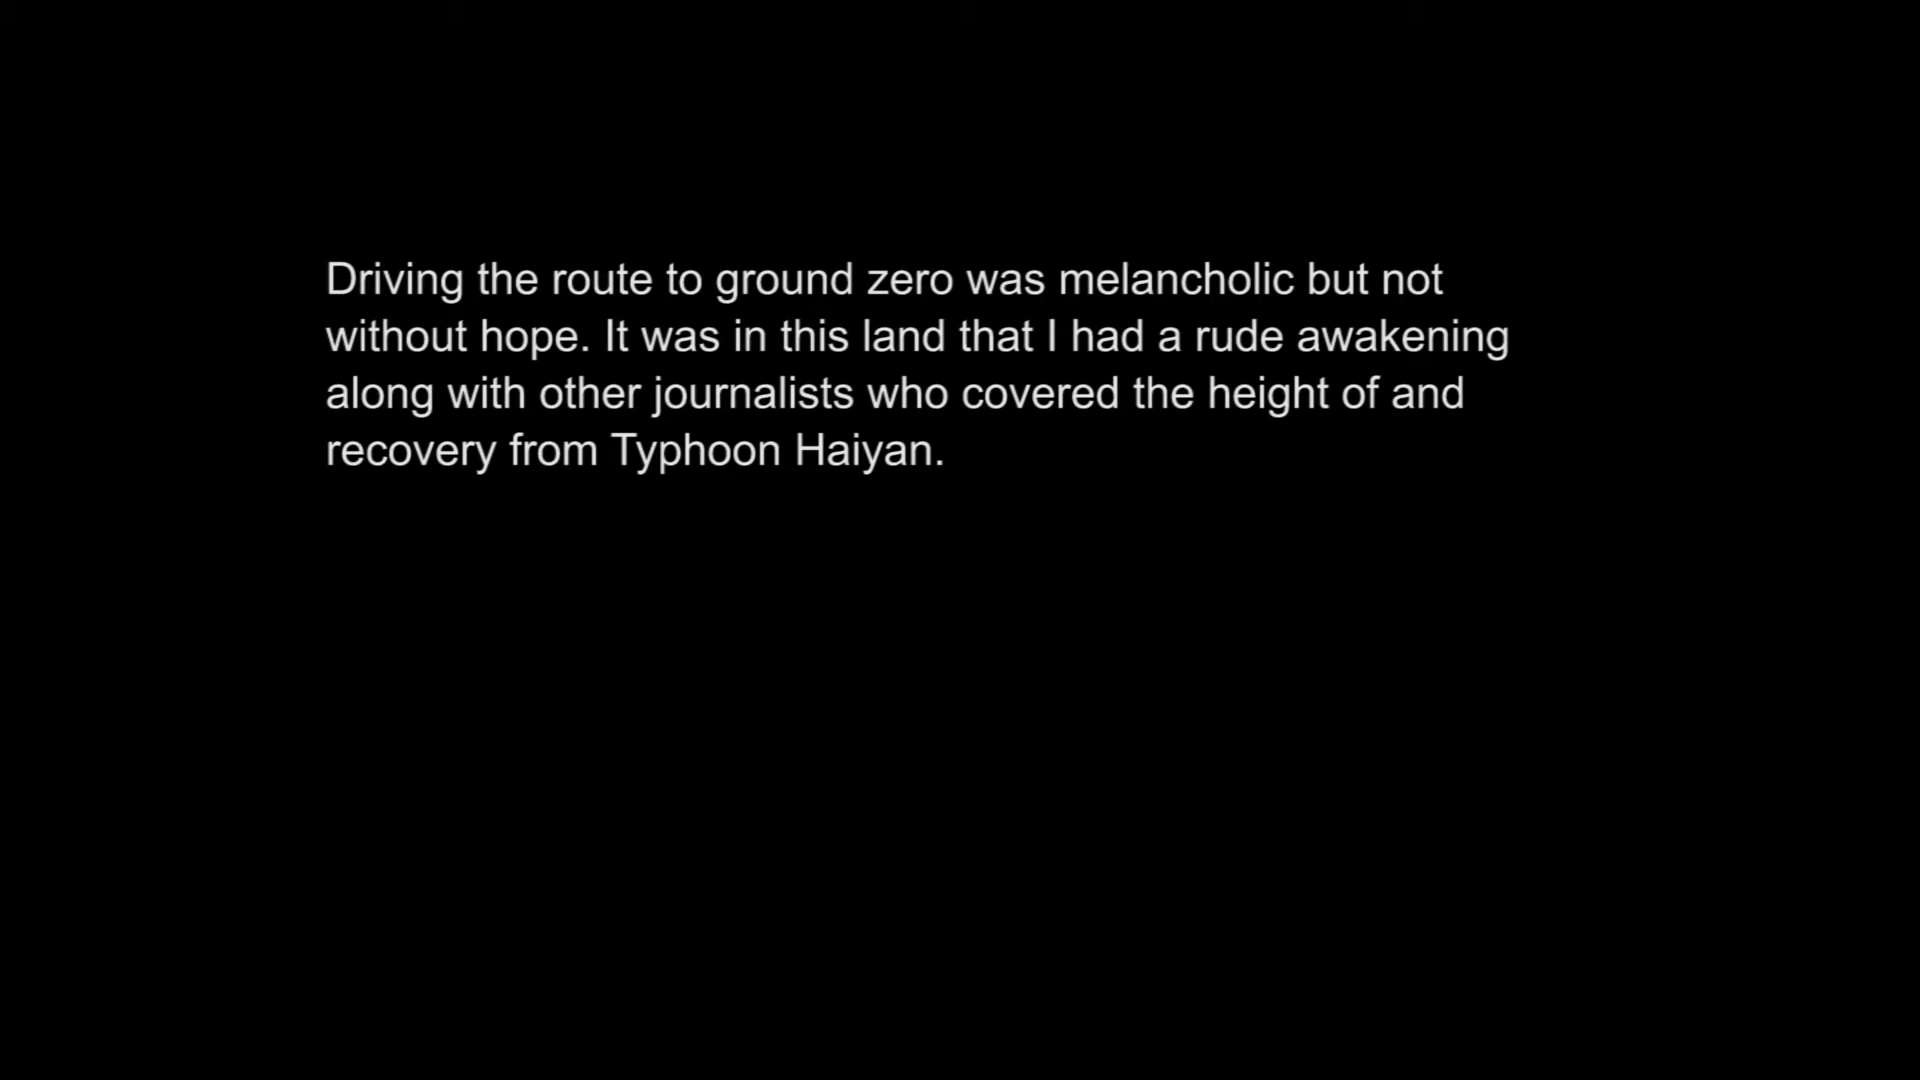 Driving the route to ground zero was melancholic but not
without hope. It was in this land that I had a rude awakening
along with other journalists who covered the height of and
recovery from Typhoon Haiyan.